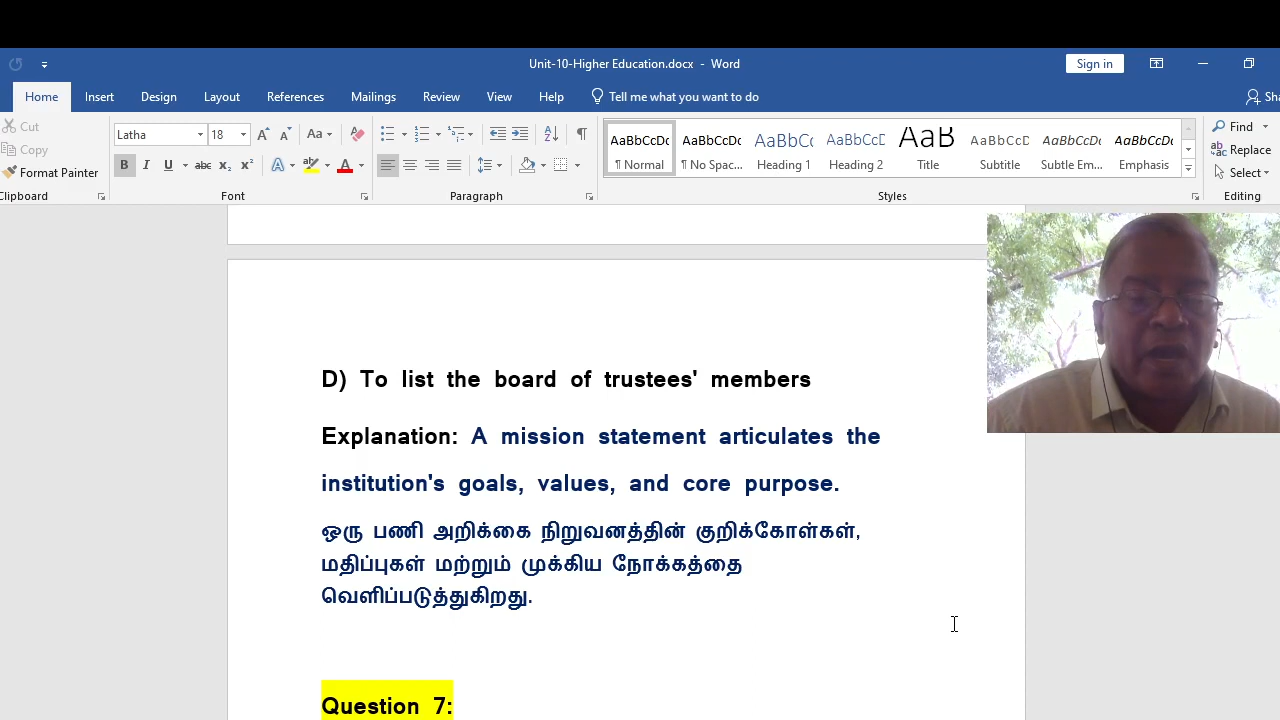 Unit-10-Higher Education.docx - Word
Sign in
Home Insert Design Layout References Mailings Review View Help Tell me what you want to do
Cut
Copy
Format Painter
Clipboard
Latha 18
Font
Paragraph
AaBbCcDc AaBbCcDc AaBbC AaBbCcD AaB AaBbCcD AaBbCcDc AaBbCcDc
¶ Normal ¶ No Spac... Heading 1 Heading 2 Title Subtitle Subtle Em... Emphasis
Styles
Find
Replace
Select
Editing
D) To list the board of trustees' members
Explanation: A mission statement articulates the
institution's goals, values, and core purpose.
ஒரு பணி அறிக்கை நிறுவனத்தின் குறிக்கோள்கள்,
மதிப்புகள் மற்றும் முக்கிய நோக்கத்தை
வெளிப்படுத்துகிறது.
Question 7: